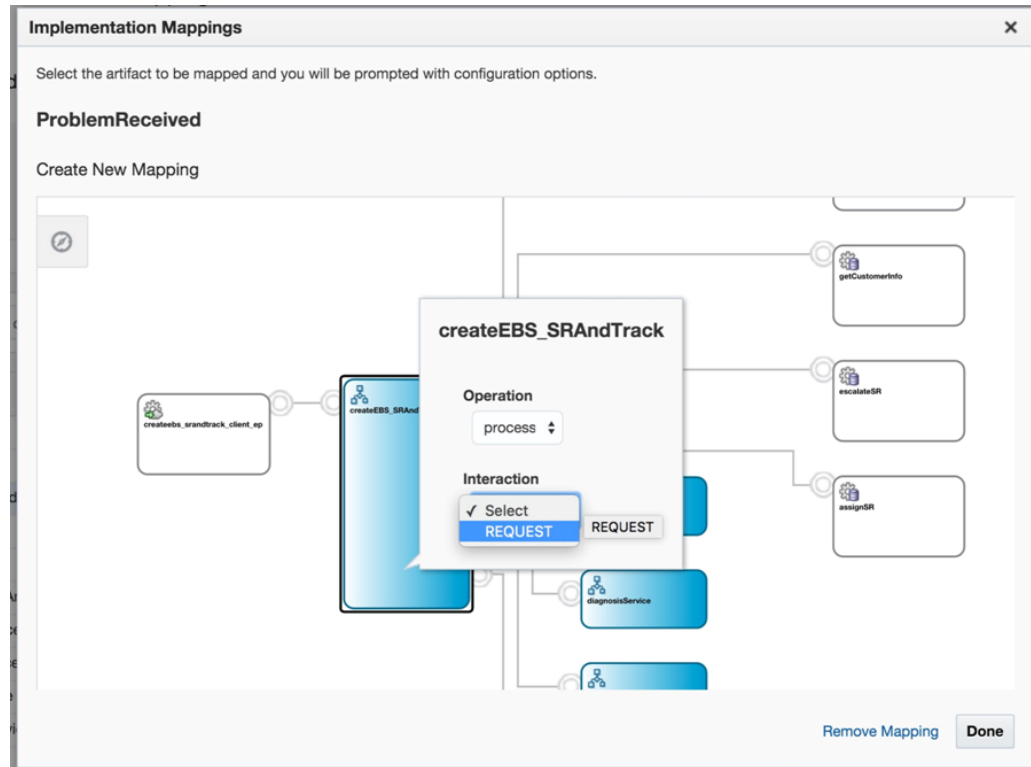 Implementation Mappings
Select the artifact to be mapped and you will be prompted with configuration options.
ProblemReceived
Create New Mapping
getCustomerInfo
createEBS_SRAndTrack
escalateSR
Operation
process
createebs_srandtrack_client_ep
createEBS_SRAnd
Interaction
✓ Select
REQUEST
REQUEST
assignSR
diagnosisService
Remove Mapping
Done